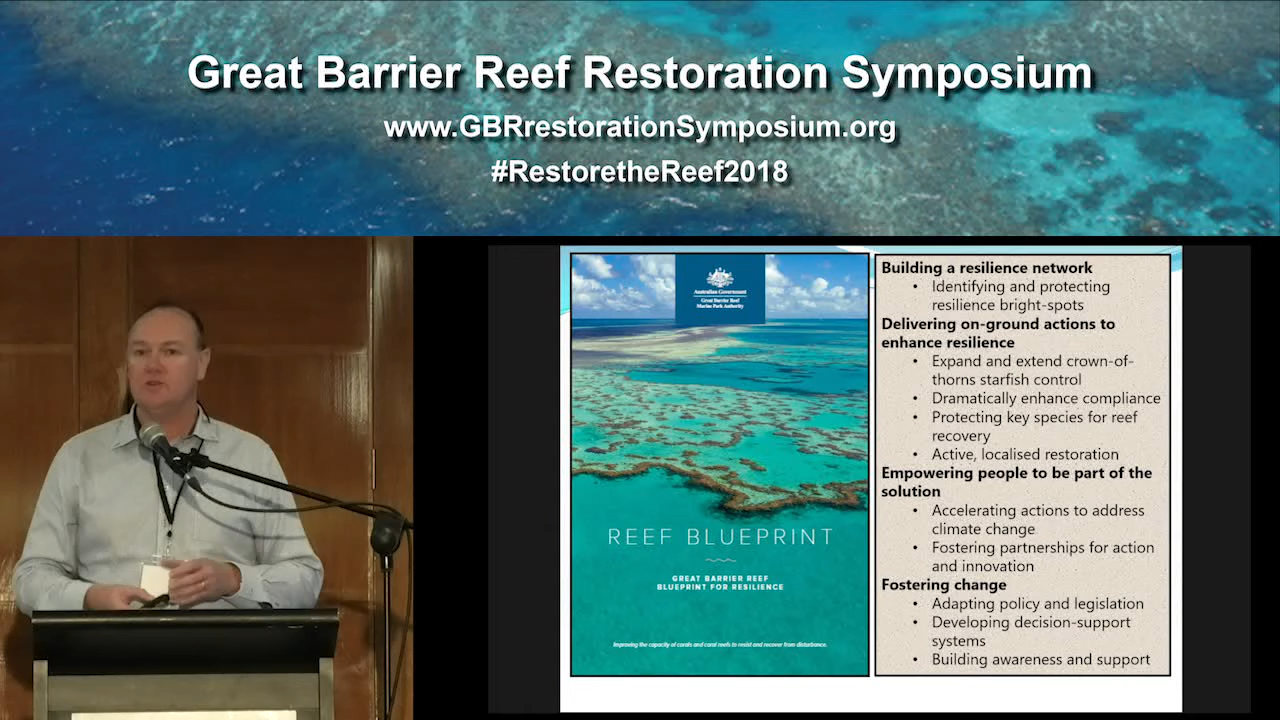 Great Barrier Reef Restoration Symposium
www.GBRrestorationSymposium.org
#RestoretheReef2018
Australian Government
Great Barrier Reef
Marine Park Authority
REEF BLUEPRINT
GREAT BARRIER REEF
BLUEPRINT FOR RESILIENCE
Improving the capacity of corals and coral reefs to resist and recover from disturbance.
Building a resilience network
• Identifying and protecting
resilience bright-spots
Delivering on-ground actions to
enhance resilience
• Expand and extend crown-of-
thorns starfish control
• Dramatically enhance compliance
• Protecting key species for reef
recovery
• Active, localised restoration
Empowering people to be part of the
solution
• Accelerating actions to address
climate change
• Fostering partnerships for action
and innovation
Fostering change
• Adapting policy and legislation
• Developing decision-support
systems
• Building awareness and support